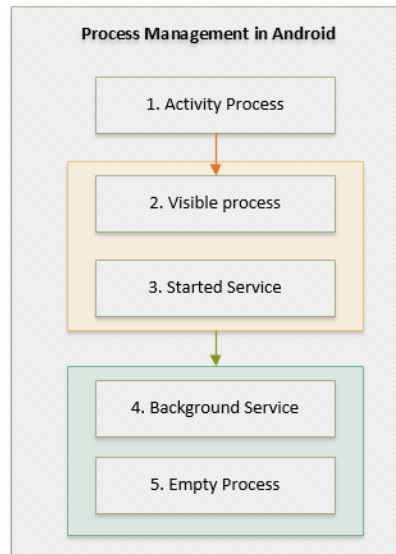 Process Management in Android
1. Activity Process
2. Visible process
3. Started Service
4. Background Service
5. Empty Process